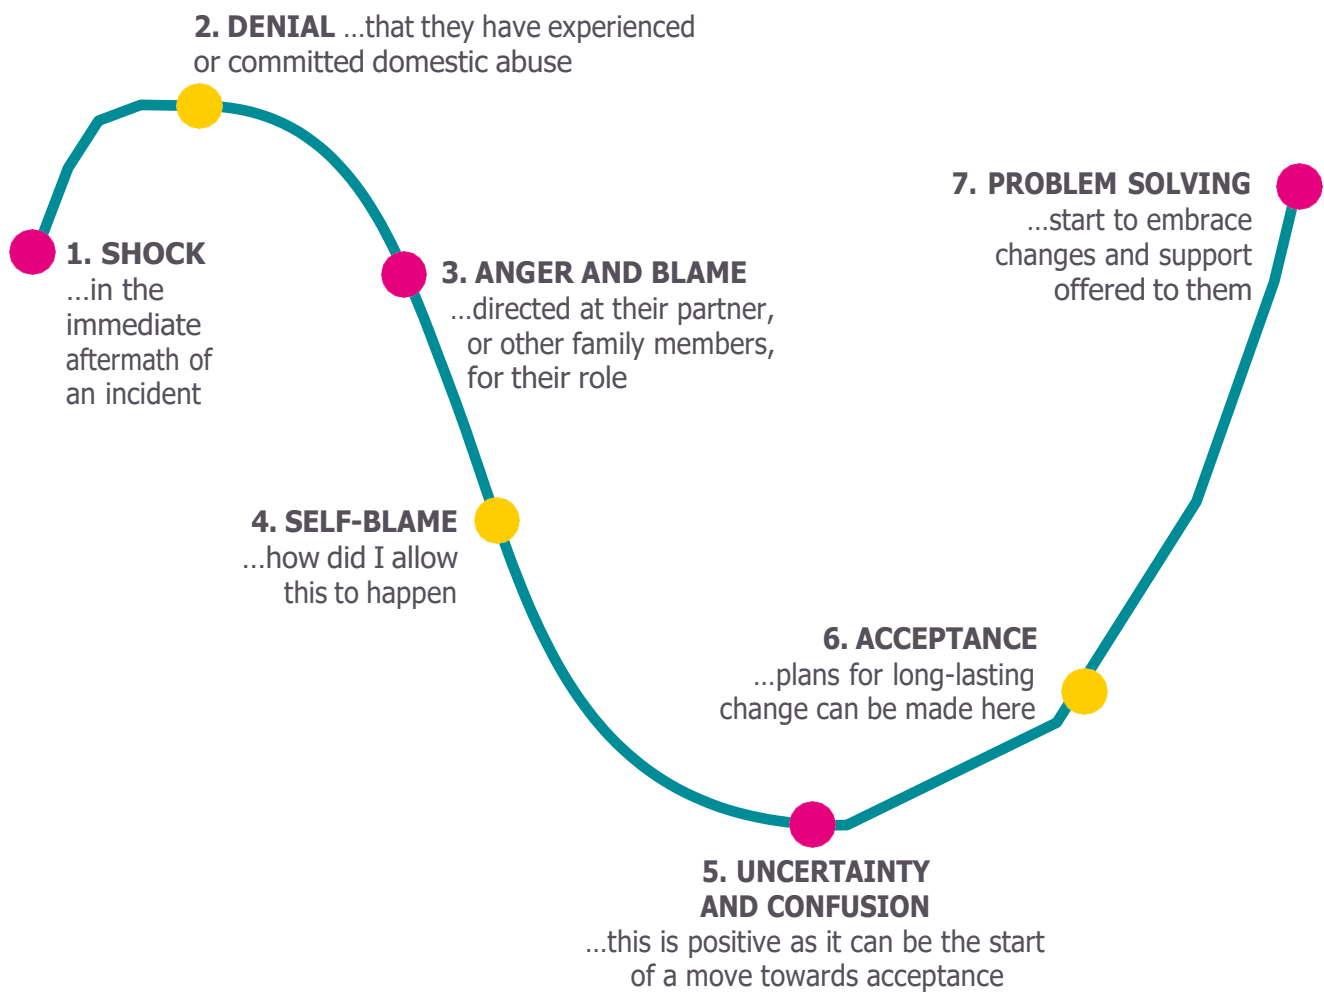 2. DENIAL ...that they have experienced
or committed domestic abuse
1. SHOCK
...in the
immediate
aftermath of
an incident
3. ANGER AND BLAME
...directed at their partner,
or other family members,
for their role
4. SELF-BLAME
...how did I allow
this to happen
5. UNCERTAINTY
AND CONFUSION
...this is positive as it can be the start
of a move towards acceptance
6. ACCEPTANCE
...plans for long-lasting
change can be made here
7. PROBLEM SOLVING
...start to embrace
changes and support
offered to them